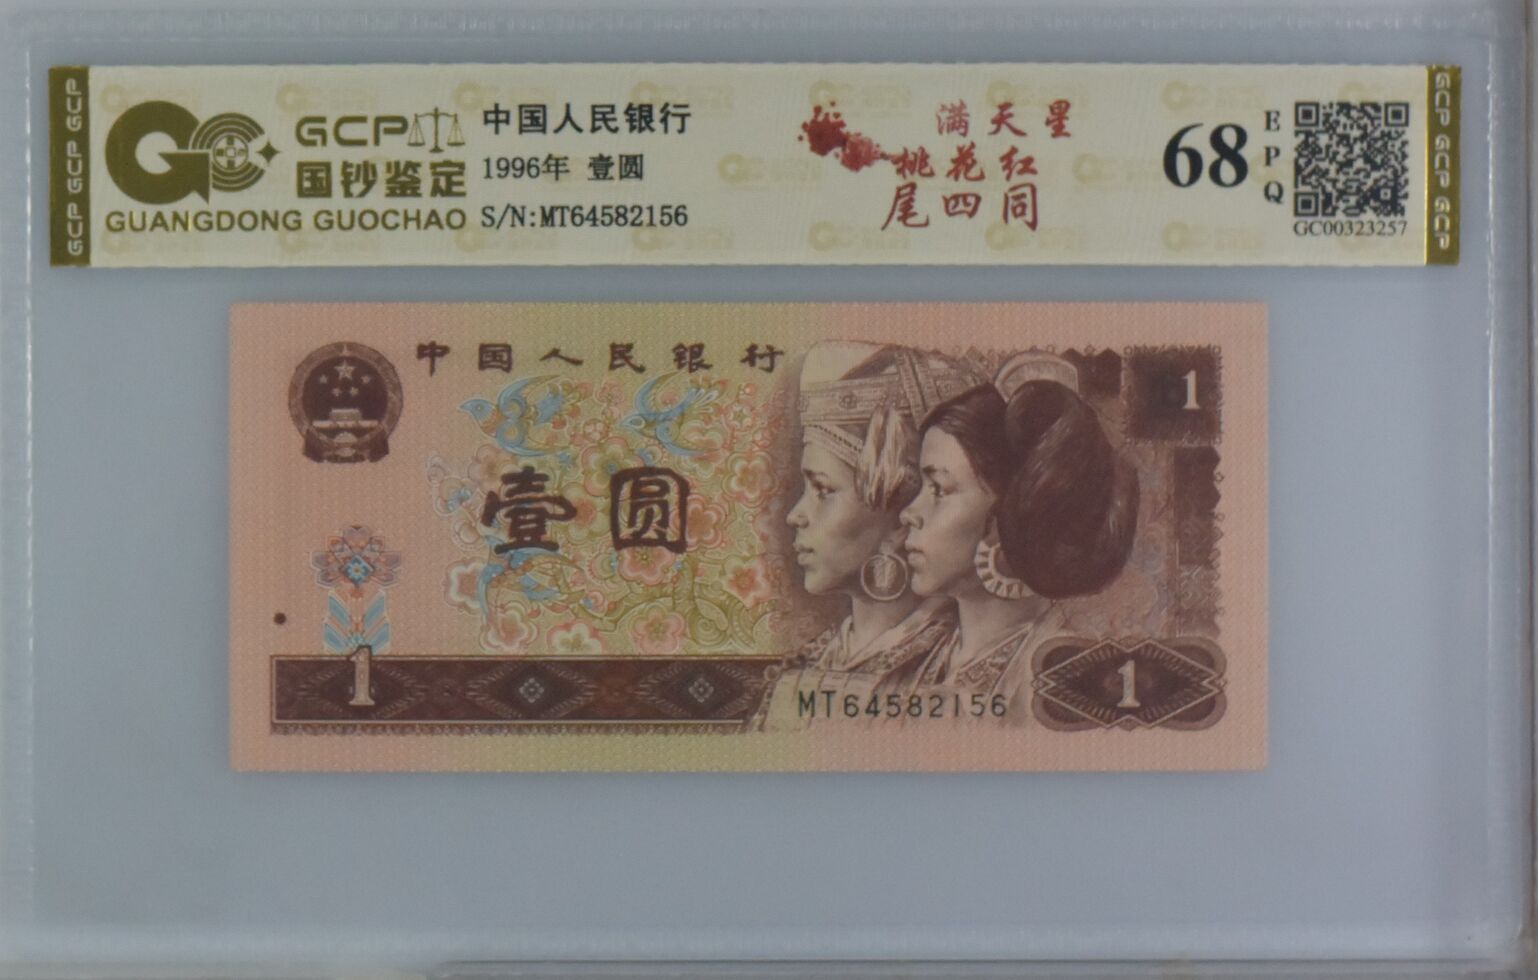 GCP GCP GCP
GCP
国钞鉴定
GUANGDONG GUOCHAO
中国人民银行
1996年 壹圆
S/N:MT64582156
满天星
桃花红
尾四同
68
EPQ
GC00323257
GCP GCP GCP
中国人民银行
1
壹圆
1
MT64582156
1